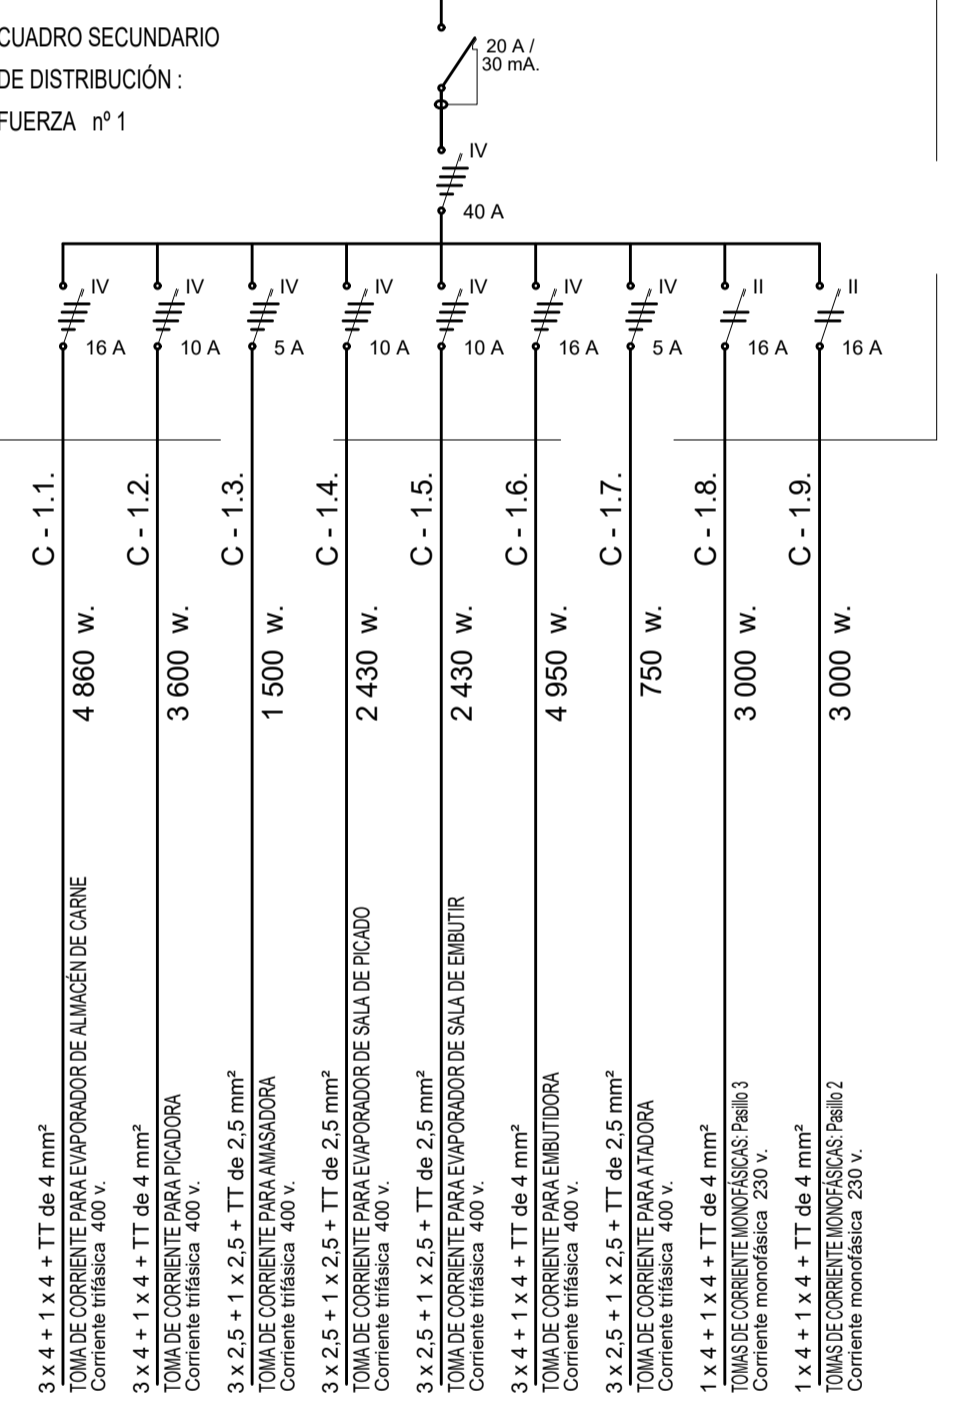 CUADRO SECUNDARIO
DE DISTRIBUCIÓN :
FUERZA nº 1
20 A /
30 mA.
IV
40 A
IV
16 A
IV
10 A
IV
5 A
IV
10 A
IV
10 A
IV
16 A
IV
5 A
II
16 A
II
16 A
C - 1.1.
4 860 w.
3 x 4 + 1 x 4 + TT de 4 mm²
TOMA DE CORRIENTE PARA EVAPORADOR DE ALMACÉN DE CARNE
Corriente trifásica 400 v.
C - 1.2.
3 600 w.
3 x 4 + 1 x 4 + TT de 4 mm²
TOMA DE CORRIENTE PARA PICADORA
Corriente trifásica 400 v.
C - 1.3.
1 500 w.
3 x 2,5 + 1 x 2,5 + TT de 2,5 mm²
TOMA DE CORRIENTE PARA AMASADORA
Corriente trifásica 400 v.
C - 1.4.
2 430 w.
3 x 2,5 + 1 x 2,5 + TT de 2,5 mm²
TOMA DE CORRIENTE PARA EVAPORADOR DE SALA DE PICADO
Corriente trifásica 400 v.
C - 1.5.
2 430 w.
3 x 2,5 + 1 x 2,5 + TT de 2,5 mm²
TOMA DE CORRIENTE PARA EVAPORADOR DE SALA DE EMBUTIR
Corriente trifásica 400 v.
C - 1.6.
4 950 w.
3 x 4 + 1 x 4 + TT de 4 mm²
TOMA DE CORRIENTE PARA EMBUTIDORA
Corriente trifásica 400 v.
C - 1.7.
750 w.
3 x 2,5 + 1 x 2,5 + TT de 2,5 mm²
TOMA DE CORRIENTE PARA ATADORA
Corriente trifásica 400 v.
C - 1.8.
3 000 w.
1 x 4 + 1 x 4 + TT de 4 mm²
TOMAS DE CORRIENTE MONOFÁSICAS: Pasillo 3
Corriente monofásica 230 v.
C - 1.9.
3 000 w.
1 x 4 + 1 x 4 + TT de 4 mm²
TOMAS DE CORRIENTE MONOFÁSICAS: Pasillo 2
Corriente monofásica 230 v.